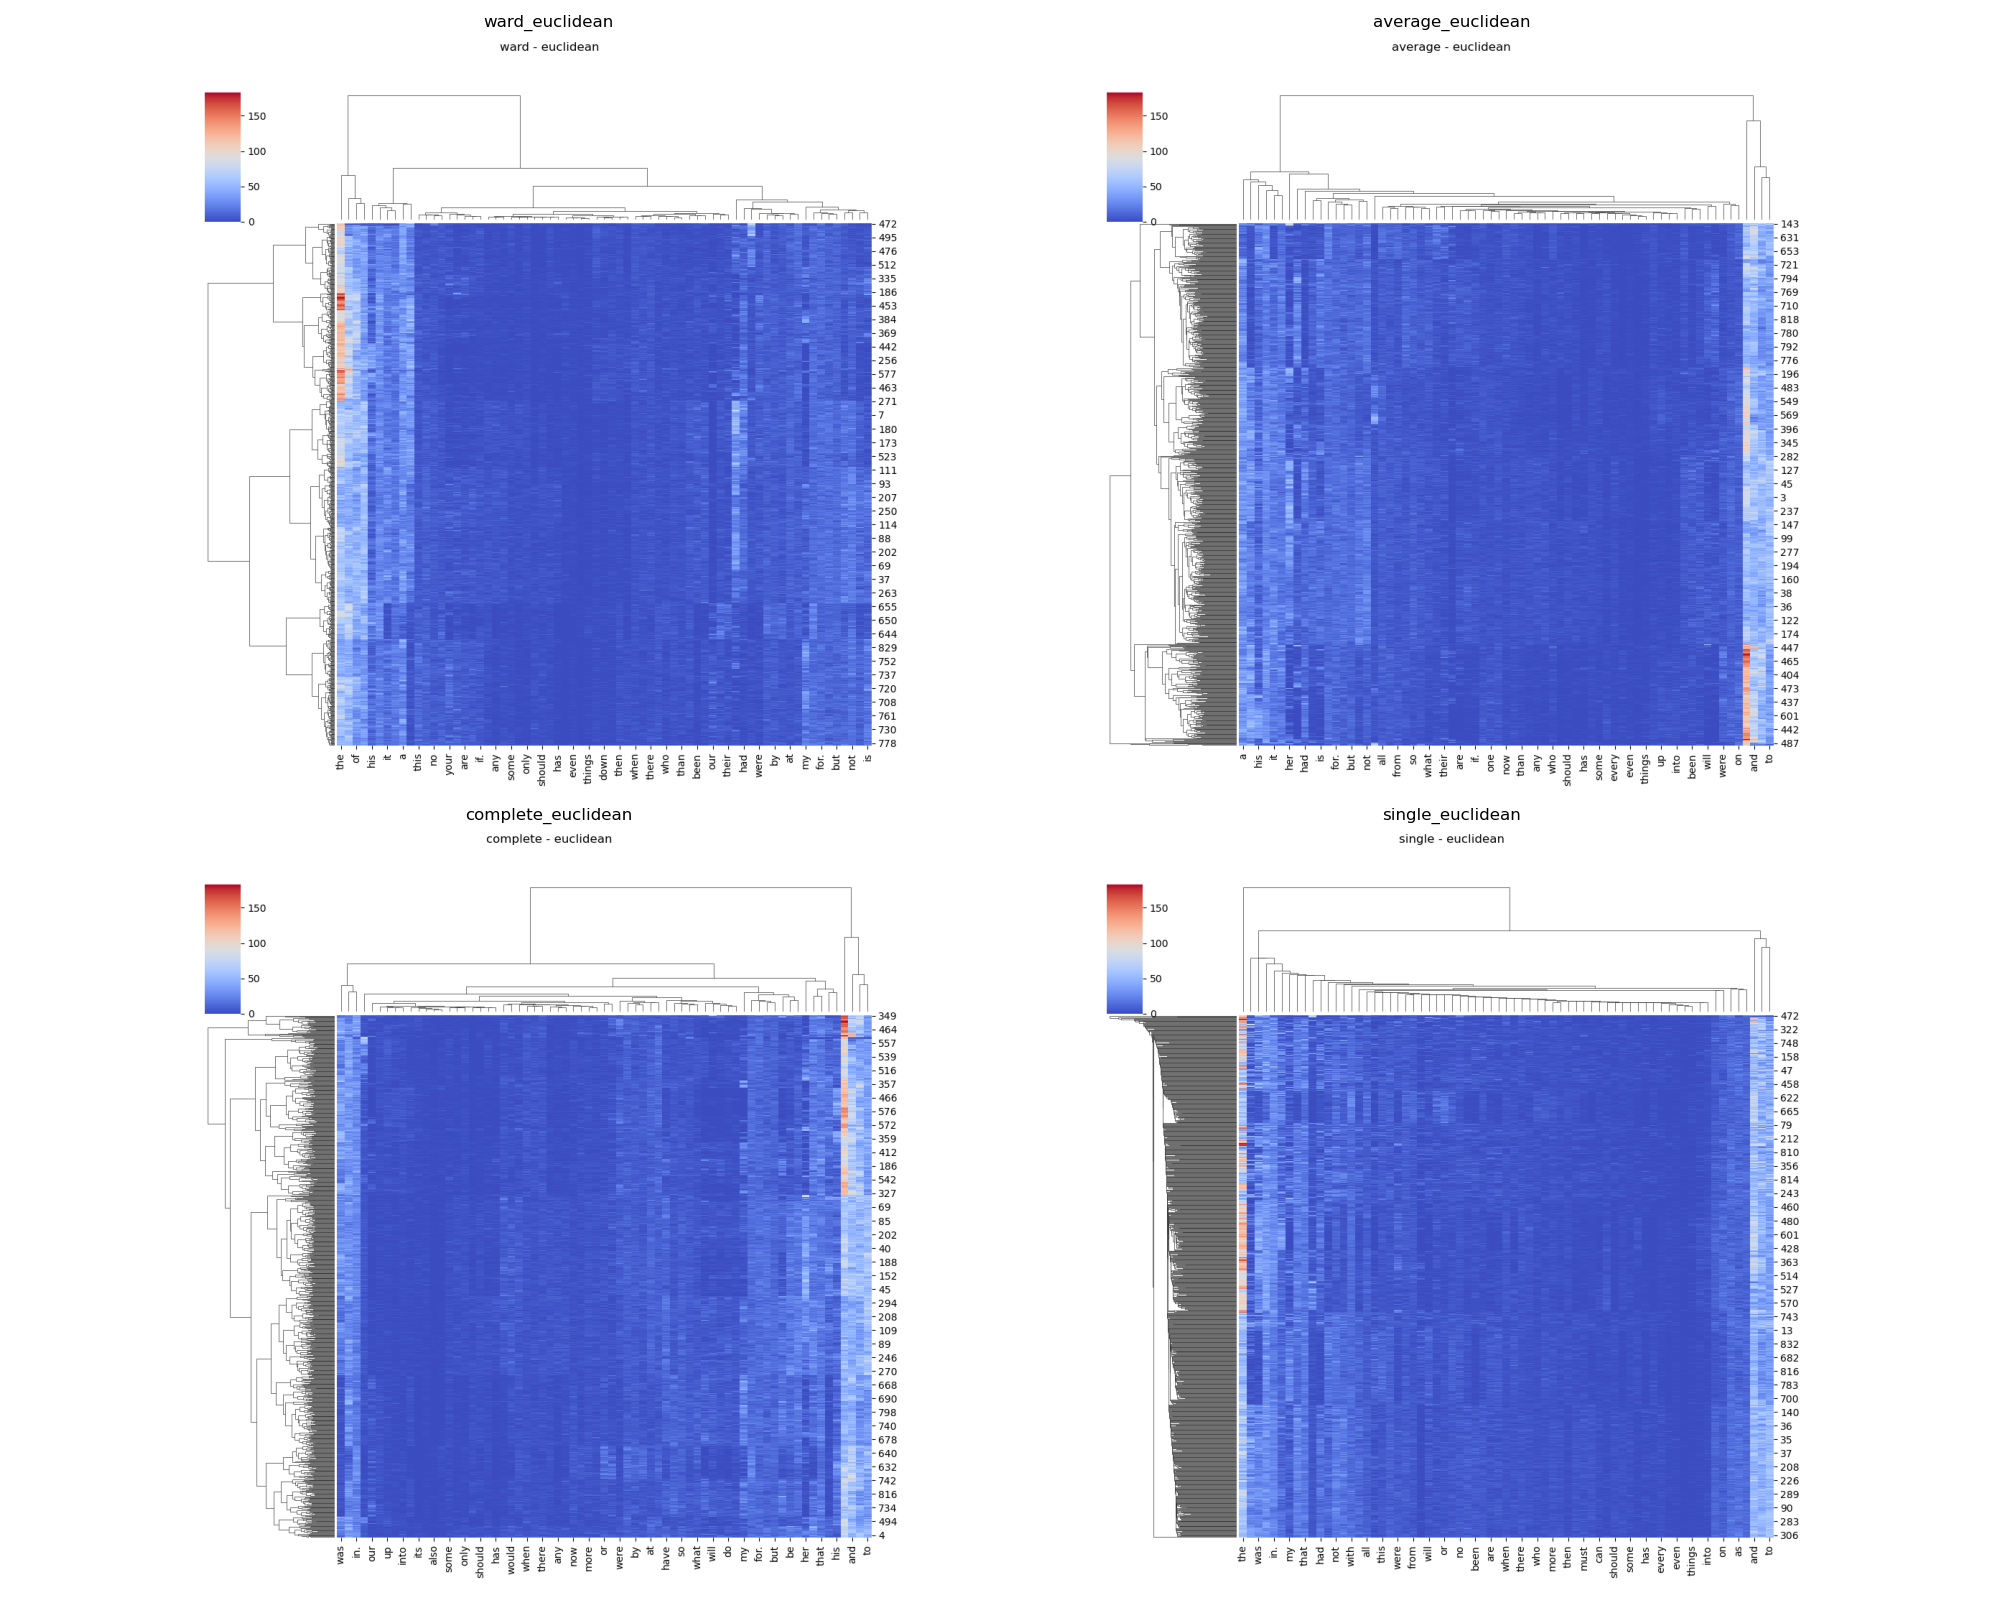 ward_euclidean
ward - euclidean
150
100
50
0
472
495
476
512
335
186
453
384
369
442
256
577
463
271
7
180
173
523
111
93
207
250
114
88
202
69
37
263
655
650
644
829
752
737
720
708
761
730
778
the
of
his
it
a
this
no
your
are
if.
any
some
only
should
has
even
things
down
then
when
there
who
than
been
our
their
had
were
by
at
my
for.
but
not
is
average_euclidean
average - euclidean
150
100
50
0
143
631
653
721
794
769
710
818
780
792
776
196
483
549
569
396
345
282
127
45
3
237
147
99
277
194
160
38
36
122
174
447
465
404
473
437
601
442
487
a
his
it
her
had
is
for.
but
not
all
from
so
what
their
are
if.
one
now
than
any
who
should
has
some
every
even
things
up
into
been
will
were
on
and
to
complete_euclidean
complete - euclidean
150
100
50
0
349
464
557
539
516
357
466
576
572
359
412
186
542
327
69
85
202
40
188
152
45
294
208
109
89
246
270
668
690
798
740
678
640
632
742
816
734
494
4
was
in.
our
up
into
its
also
some
only
should
has
would
when
there
any
now
more
or
were
by
at
have
so
what
will
do
my
for.
but
be
her
that
his
and
to
single_euclidean
single - euclidean
150
100
50
0
472
322
748
158
47
458
622
665
79
212
810
356
814
243
460
480
601
428
363
514
527
570
743
13
832
682
816
783
700
140
36
35
37
208
226
289
90
283
306
the
was
in.
my
that
had
not
with
all
this
were
from
will
or
no
been
are
when
there
who
more
then
must
can
should
some
has
every
even
things
into
on
as
and
to